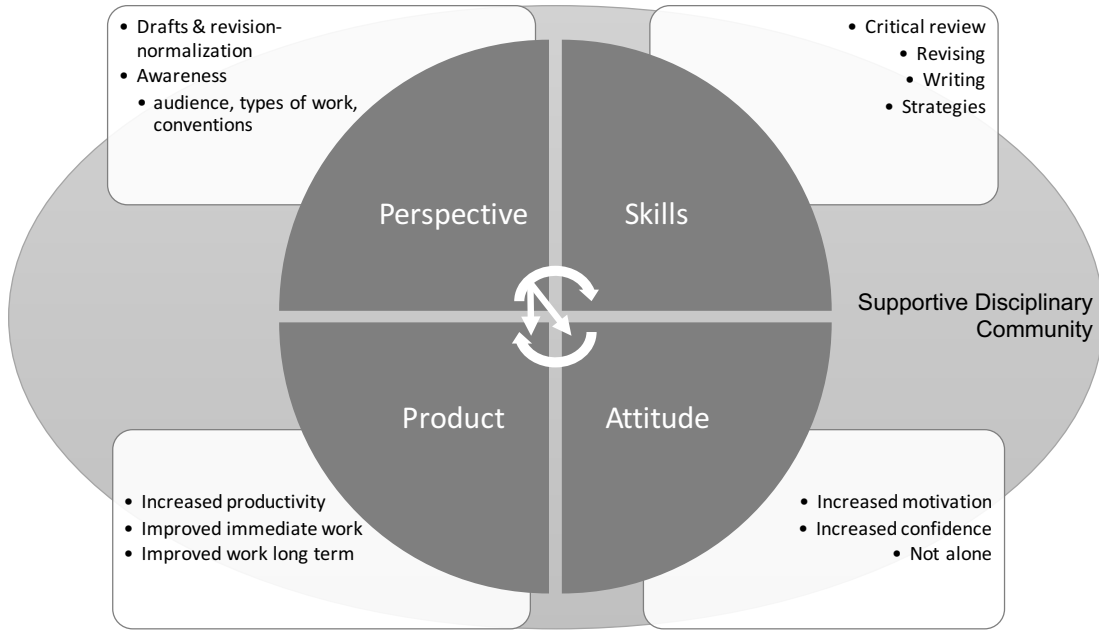 • Drafts & revision-
normalization
• Awareness
• audience, types of work,
conventions
• Critical review
• Revising
• Writing
• Strategies
Perspective
Skills
Supportive Disciplinary
Community
Product
Attitude
• Increased productivity
• Improved immediate work
• Improved work long term
• Increased motivation
• Increased confidence
• Not alone